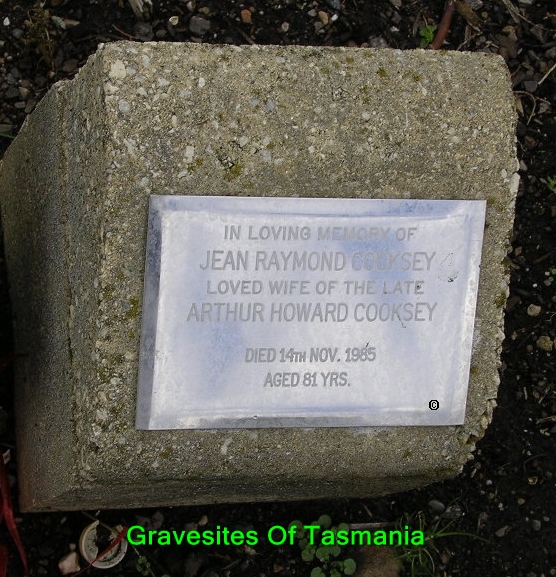 IN LOVING MEMORY OF
JEAN RAYMOND COOKSEY
LOVED WIFE OF THE LATE
ARTHUR HOWARD COOKSEY
DIED 14TH NOV. 1985
AGED 81 YRS.
©
Gravesites Of Tasmania